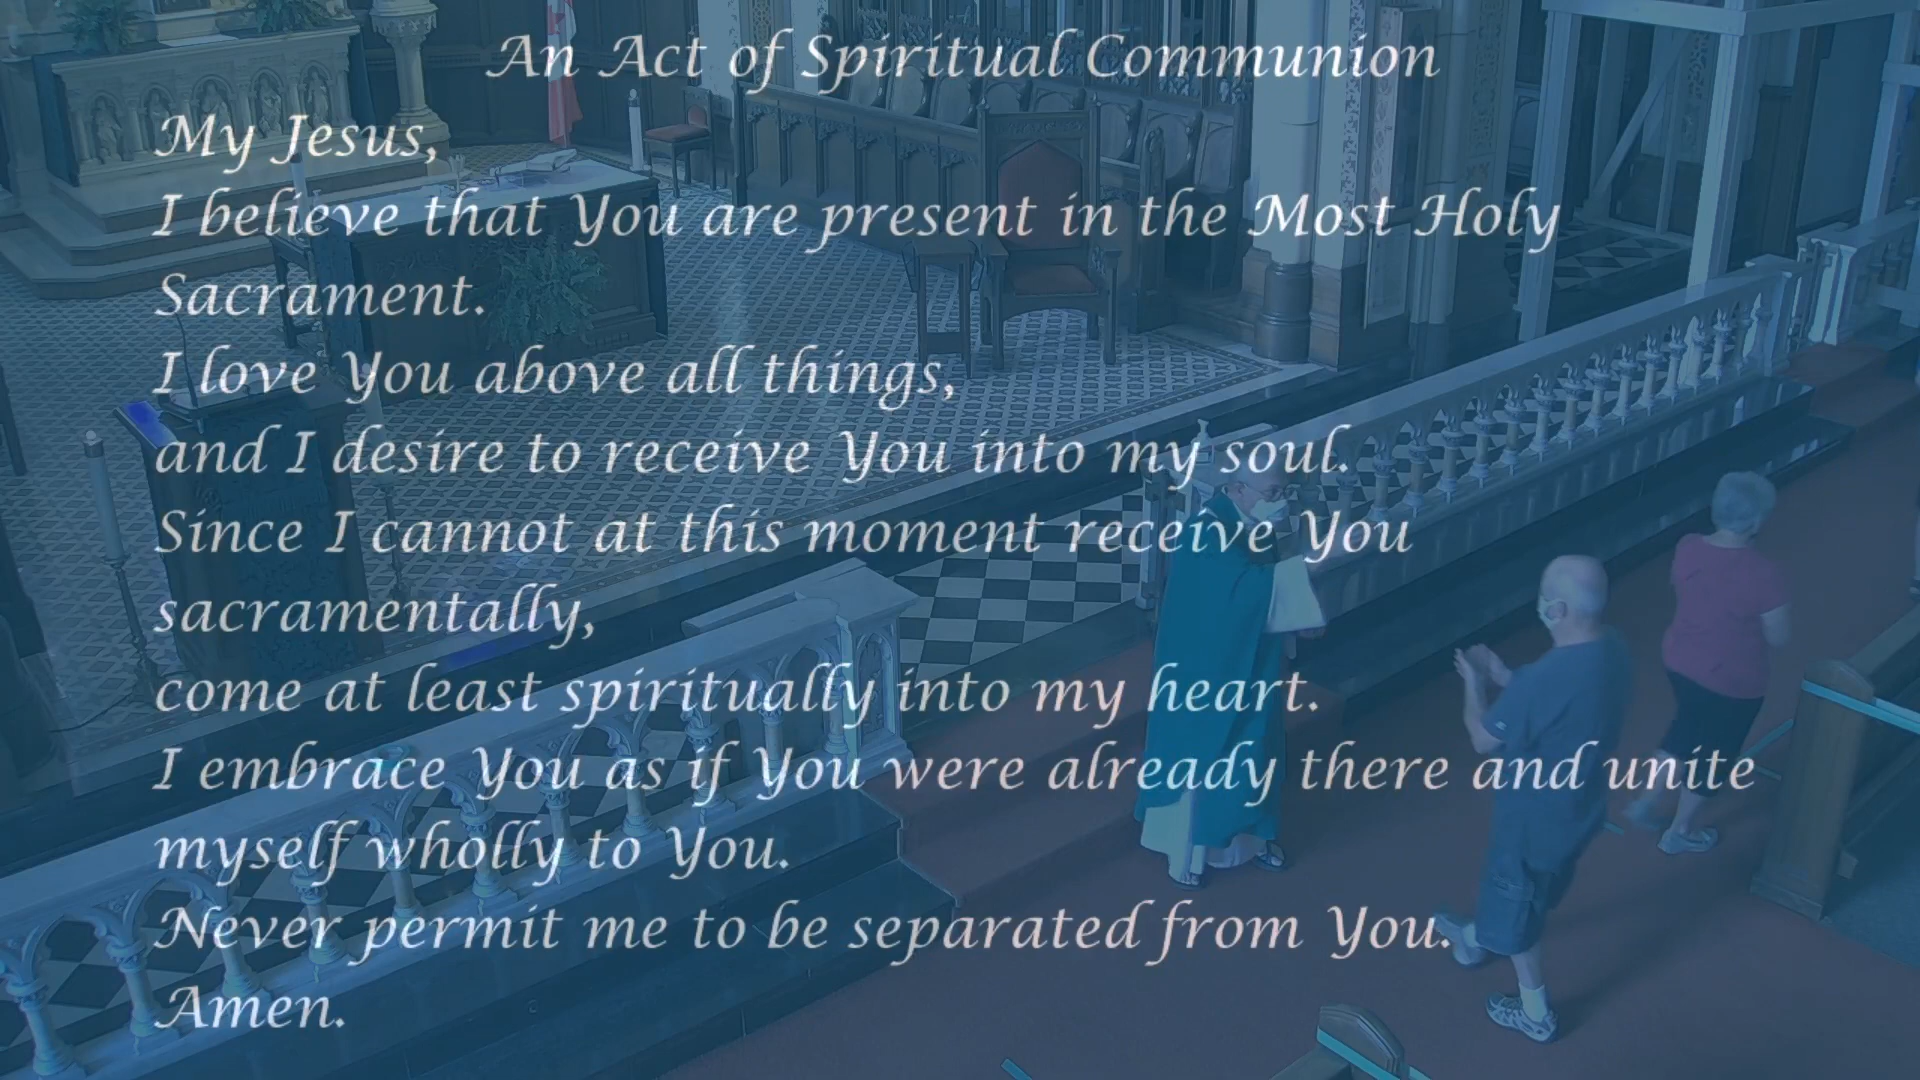 An Act of Spiritual Communion
My Jesus,
I believe that You are present in the Most Holy
Sacrament.
I love You above all things,
and I desire to receive You into my soul.
Since I cannot at this moment receive You
sacramentally,
come at least spiritually into my heart.
I embrace You as if You were already there and unite
myself wholly to You.
Never permit me to be separated from You.
Amen.